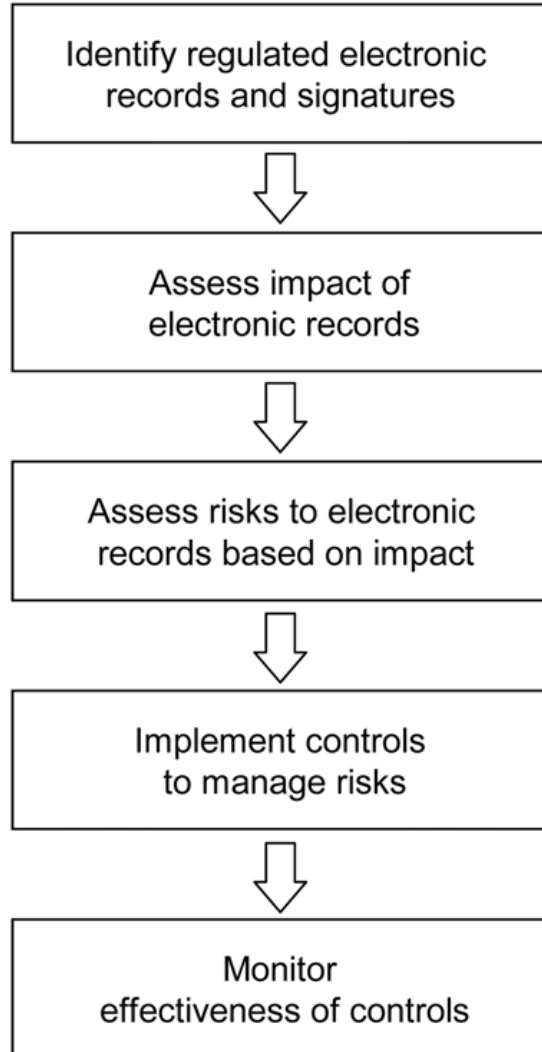 Identify regulated electronic
records and signatures
Assess impact of
electronic records
Assess risks to electronic
records based on impact
Implement controls
to manage risks
Monitor
effectiveness of controls